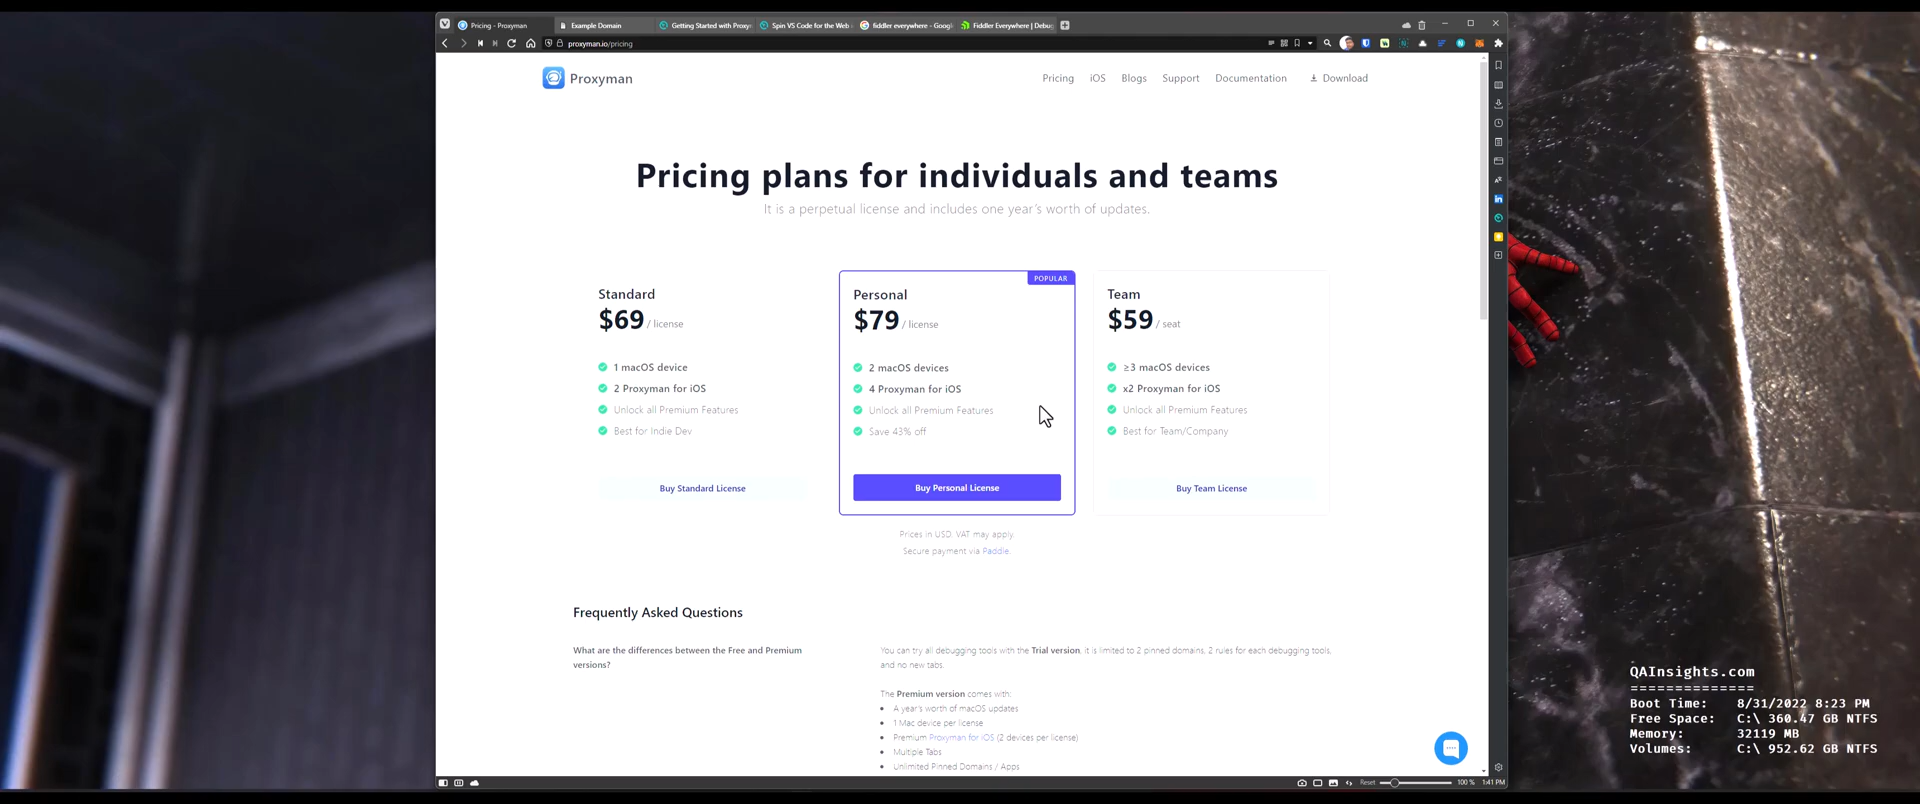 Pricing - Proxyman
Example Domain
Getting Started with Proxy
Spin VS Code for the Web
fiddler everywhere - Googl
Fiddler Everywhere | Debug
proxyman.io/pricing
Proxyman
Pricing
iOS
Blogs
Support
Documentation
Download
Pricing plans for individuals and teams
It is a perpetual license and includes one year's worth of updates.
Standard
$69 / license
1 macOS device
2 Proxyman for iOS
Unlock all Premium Features
Best for Indie Dev
Buy Standard License
POPULAR
Personal
$79 / license
2 macOS devices
4 Proxyman for iOS
Unlock all Premium Features
Save 43% off
Buy Personal License
Team
$59 / seat
≥3 macOS devices
x2 Proxyman for iOS
Unlock all Premium Features
Best for Team/Company
Buy Team License
Prices in USD. VAT may apply.
Secure payment via Paddle.
Frequently Asked Questions
What are the differences between the Free and Premium
versions?
You can try all debugging tools with the Trial version, it is limited to 2 pinned domains, 2 rules for each debugging tools,
and no new tabs.
The Premium version comes with:
A year's worth of macOS updates
1 Mac device per license
Premium Proxyman for iOS (2 devices per license)
Multiple Tabs
Unlimited Pinned Domains / Apps
Reset
100 %
1:41 PM
QAInsights.com
==============
Boot Time: 8/31/2022 8:23 PM
Free Space: C:\ 360.47 GB NTFS
Memory: 32119 MB
Volumes: C:\ 952.62 GB NTFS